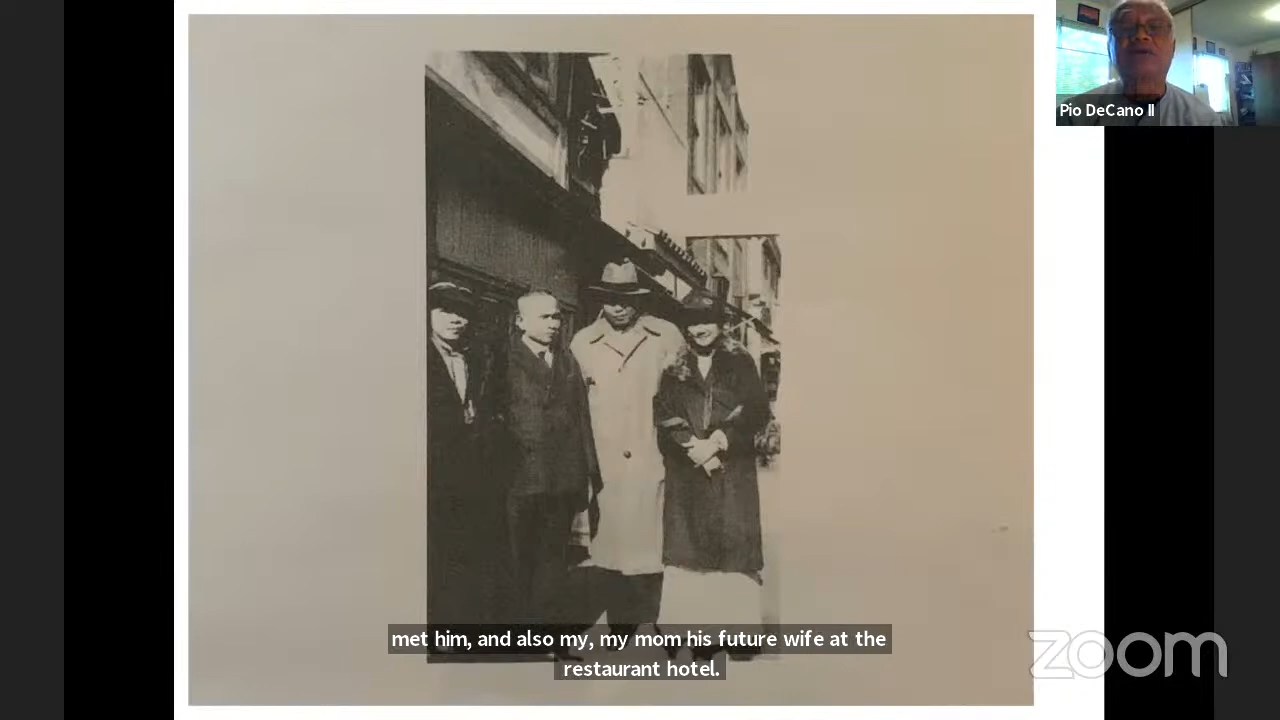 Pio DeCano II
met him, and also my, my mom his future wife at the
restaurant hotel.
zoom